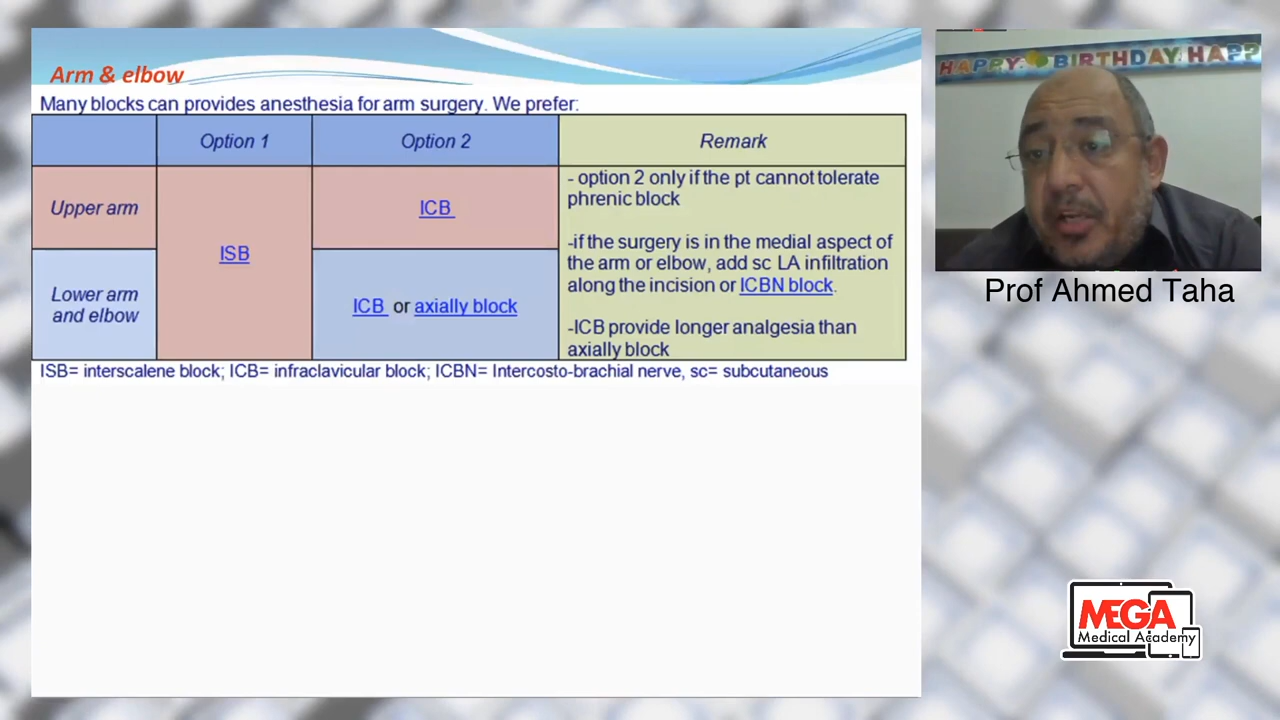 Arm & elbow
Many blocks can provides anesthesia for arm surgery. We prefer:
Option 1
Option 2
Remark
Upper arm
ISB
ICB
- option 2 only if the pt cannot tolerate
phrenic block
-if the surgery is in the medial aspect of
the arm or elbow, add sc LA infiltration
along the incision or ICBN block.
-ICB provide longer analgesia than
axially block
Lower arm
and elbow
ICB or axially block
ISB= interscalene block; ICB= infraclavicular block; ICBN= Intercosto-brachial nerve, sc= subcutaneous
HAPPY BIRTHDAY HAP
Prof Ahmed Taha
MEGA
Medical Academy